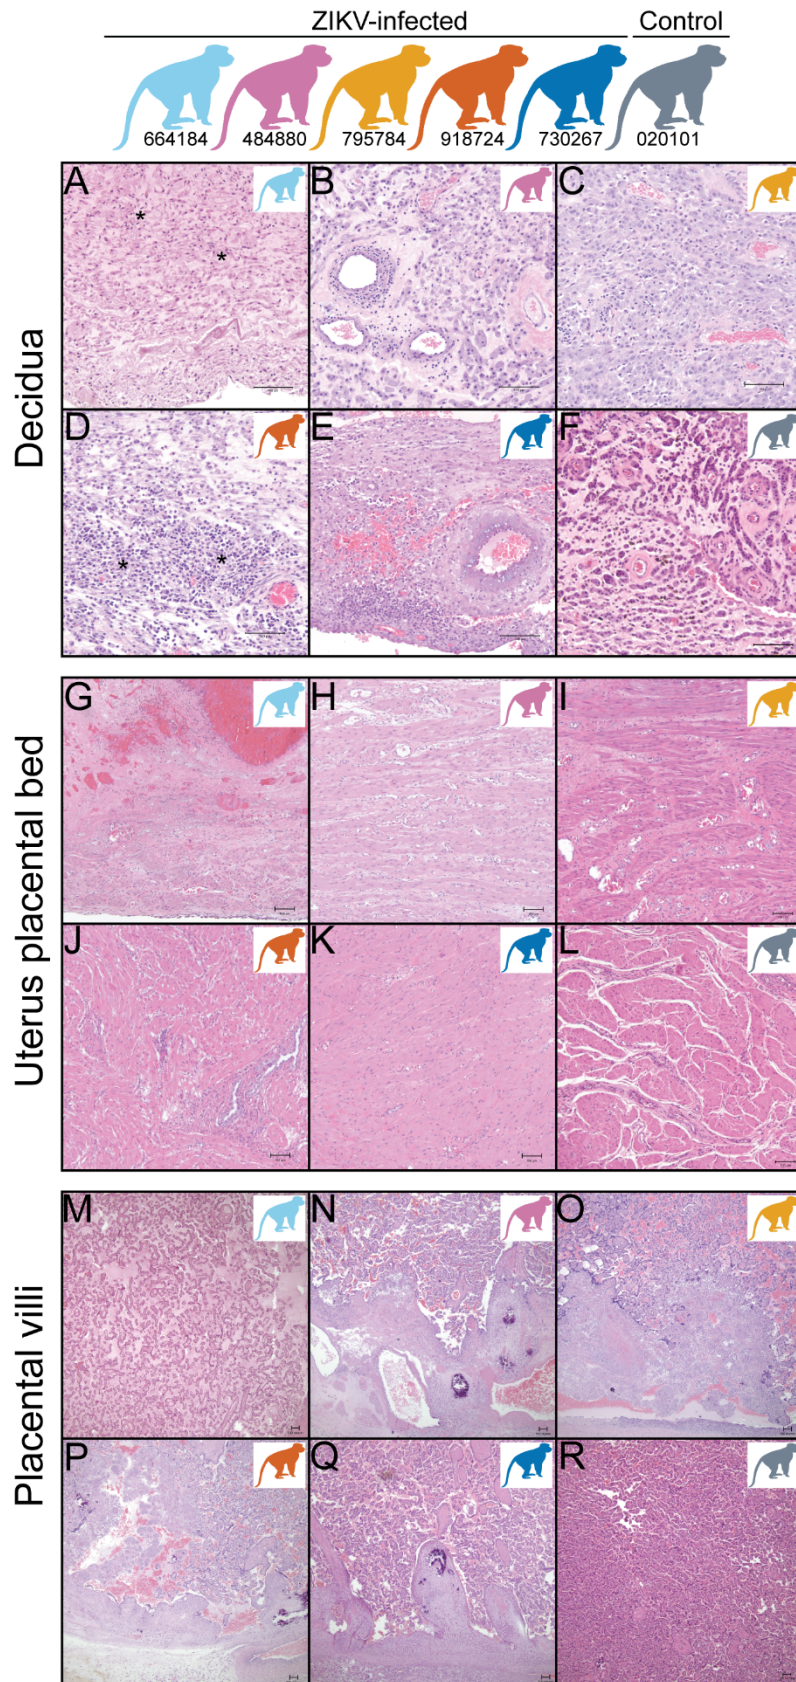 ZIKV-infected Control
664184 484880 795784 918724 730267 020101
Decidua
A B C
* *
D E F
* *
Uterus placental bed
G H I
J K L
Placental villi
M N O
P Q R